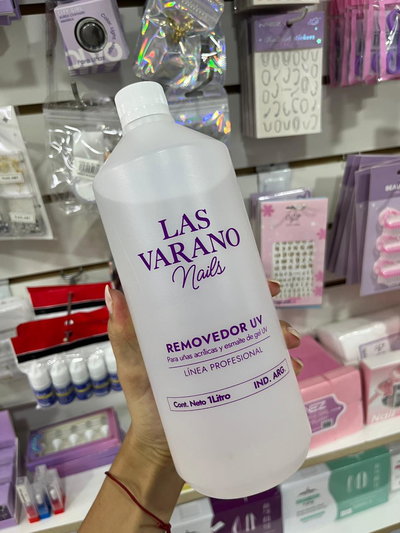 LAS
VARANO
Nails
REMOVEDOR UV
Para uñas acrílicas y esmalte de gel UV
LÍNEA PROFESIONAL
Cont. Neto 1Litro IND. ARG